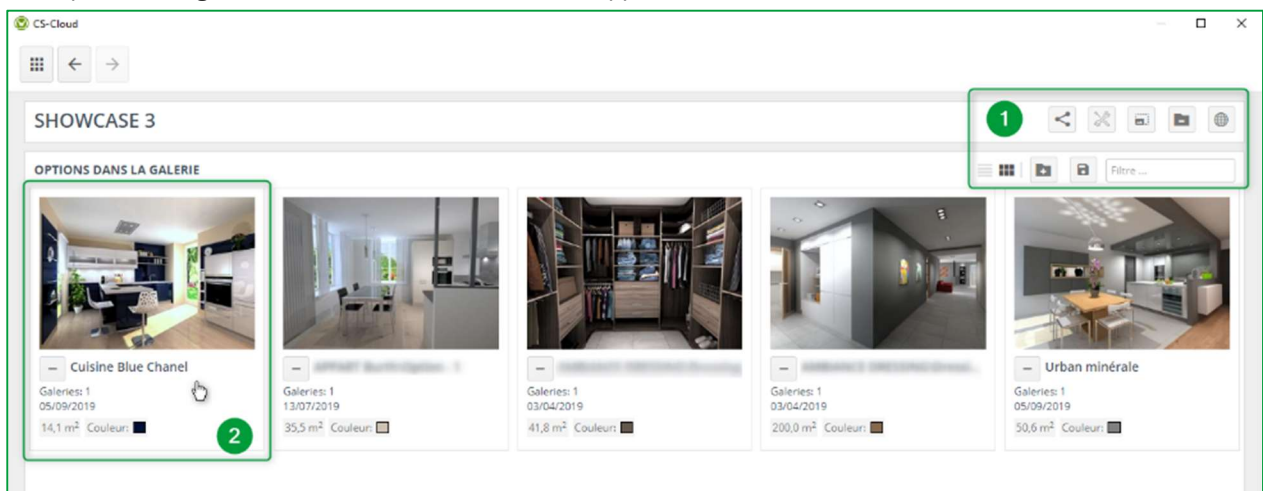 CS-Cloud
SHOWCASE 3
1
OPTIONS DANS LA GALERIE
Filtre ...
Cuisine Blue Chanel
Galeries: 1
05/09/2019
14,1 m² Couleur:
2
Galeries: 1
13/07/2019
35,5 m² Couleur:
Galeries: 1
03/04/2019
41,8 m² Couleur:
Galeries: 1
03/04/2019
200,0 m² Couleur:
Urban minérale
Galeries: 1
05/09/2019
50,6 m² Couleur: